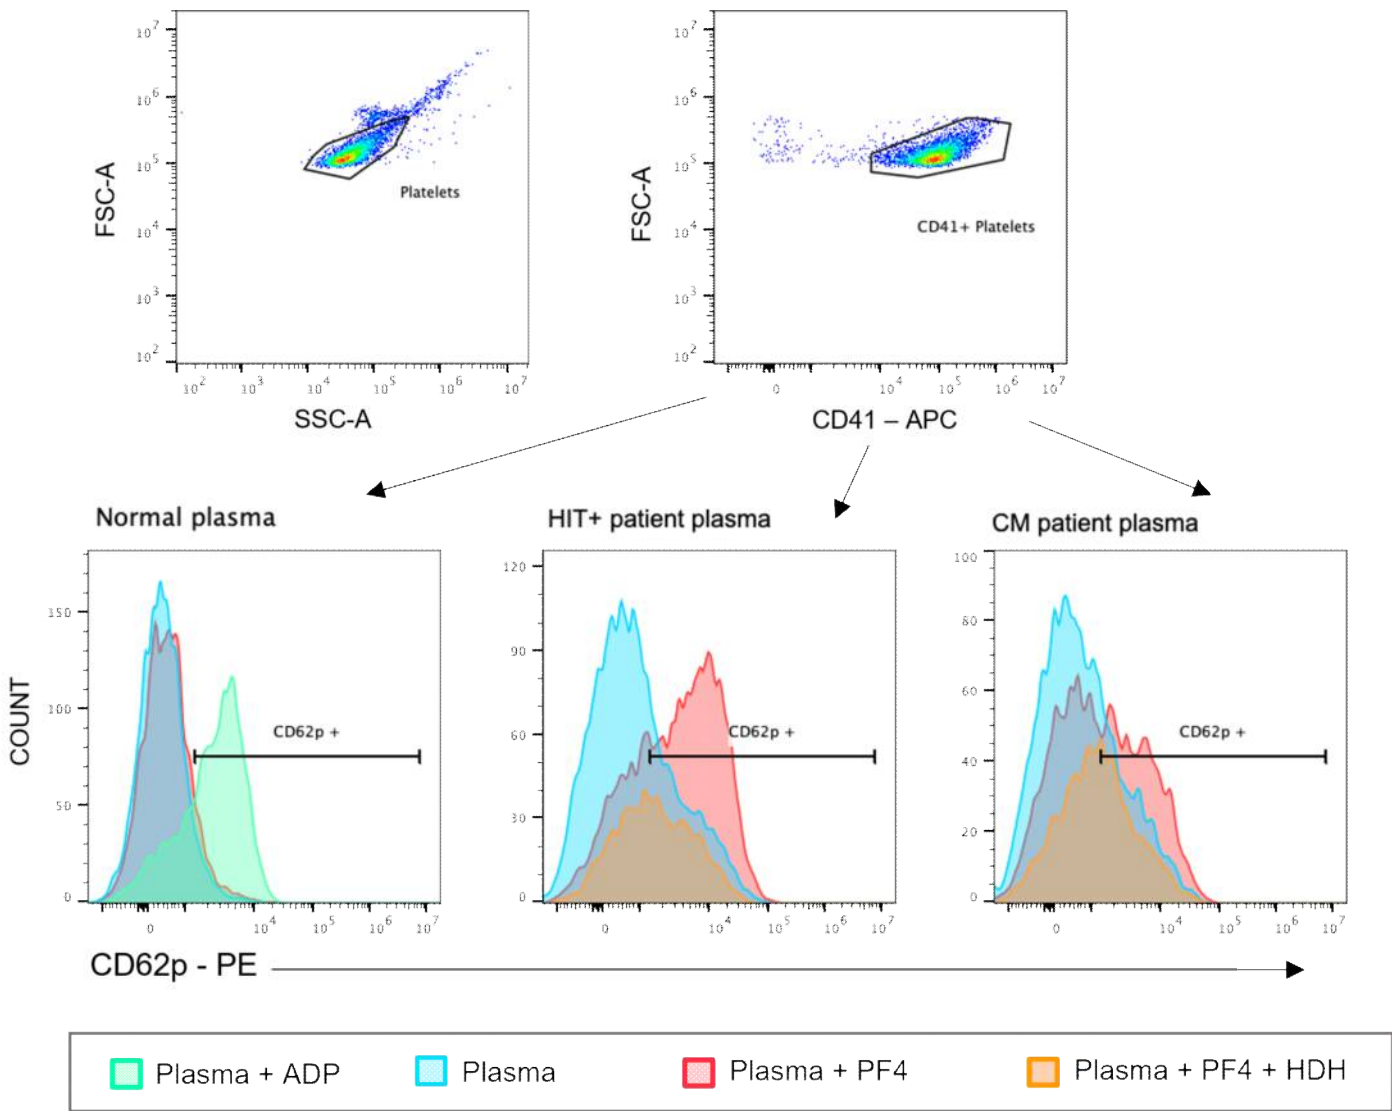 10^7
10^6
10^5
10^4
10^3
10^2
FSC-A
Platelets
10^2 10^3 10^4 10^5 10^6 10^7
SSC-A
10^7
10^6
10^5
10^4
10^3
10^2
FSC-A
CD41+ Platelets
0 10^4 10^5 10^6 10^7
CD41 – APC
Normal plasma
150
100
50
0
COUNT
CD62p +
0 10^4 10^5 10^6 10^7
HIT+ patient plasma
120
90
60
30
0
CD62p +
0 10^4 10^5 10^6 10^7
CM patient plasma
100
80
60
40
20
0
CD62p +
0 10^4 10^5 10^6 10^7
CD62p - PE
Plasma + ADP Plasma Plasma + PF4 Plasma + PF4 + HDH